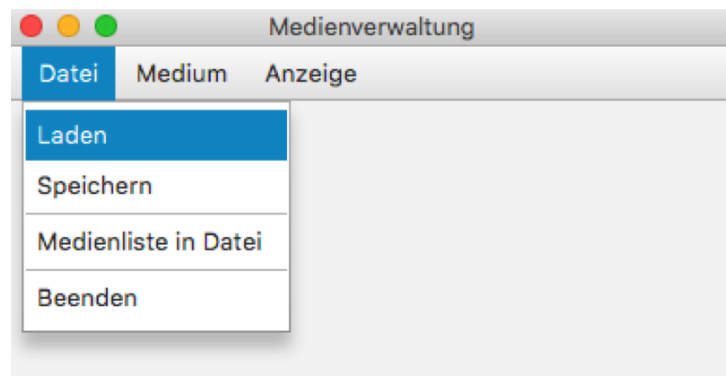 Medienverwaltung
Datei Medium Anzeige
Laden
Speichern
Medienliste in Datei
Beenden